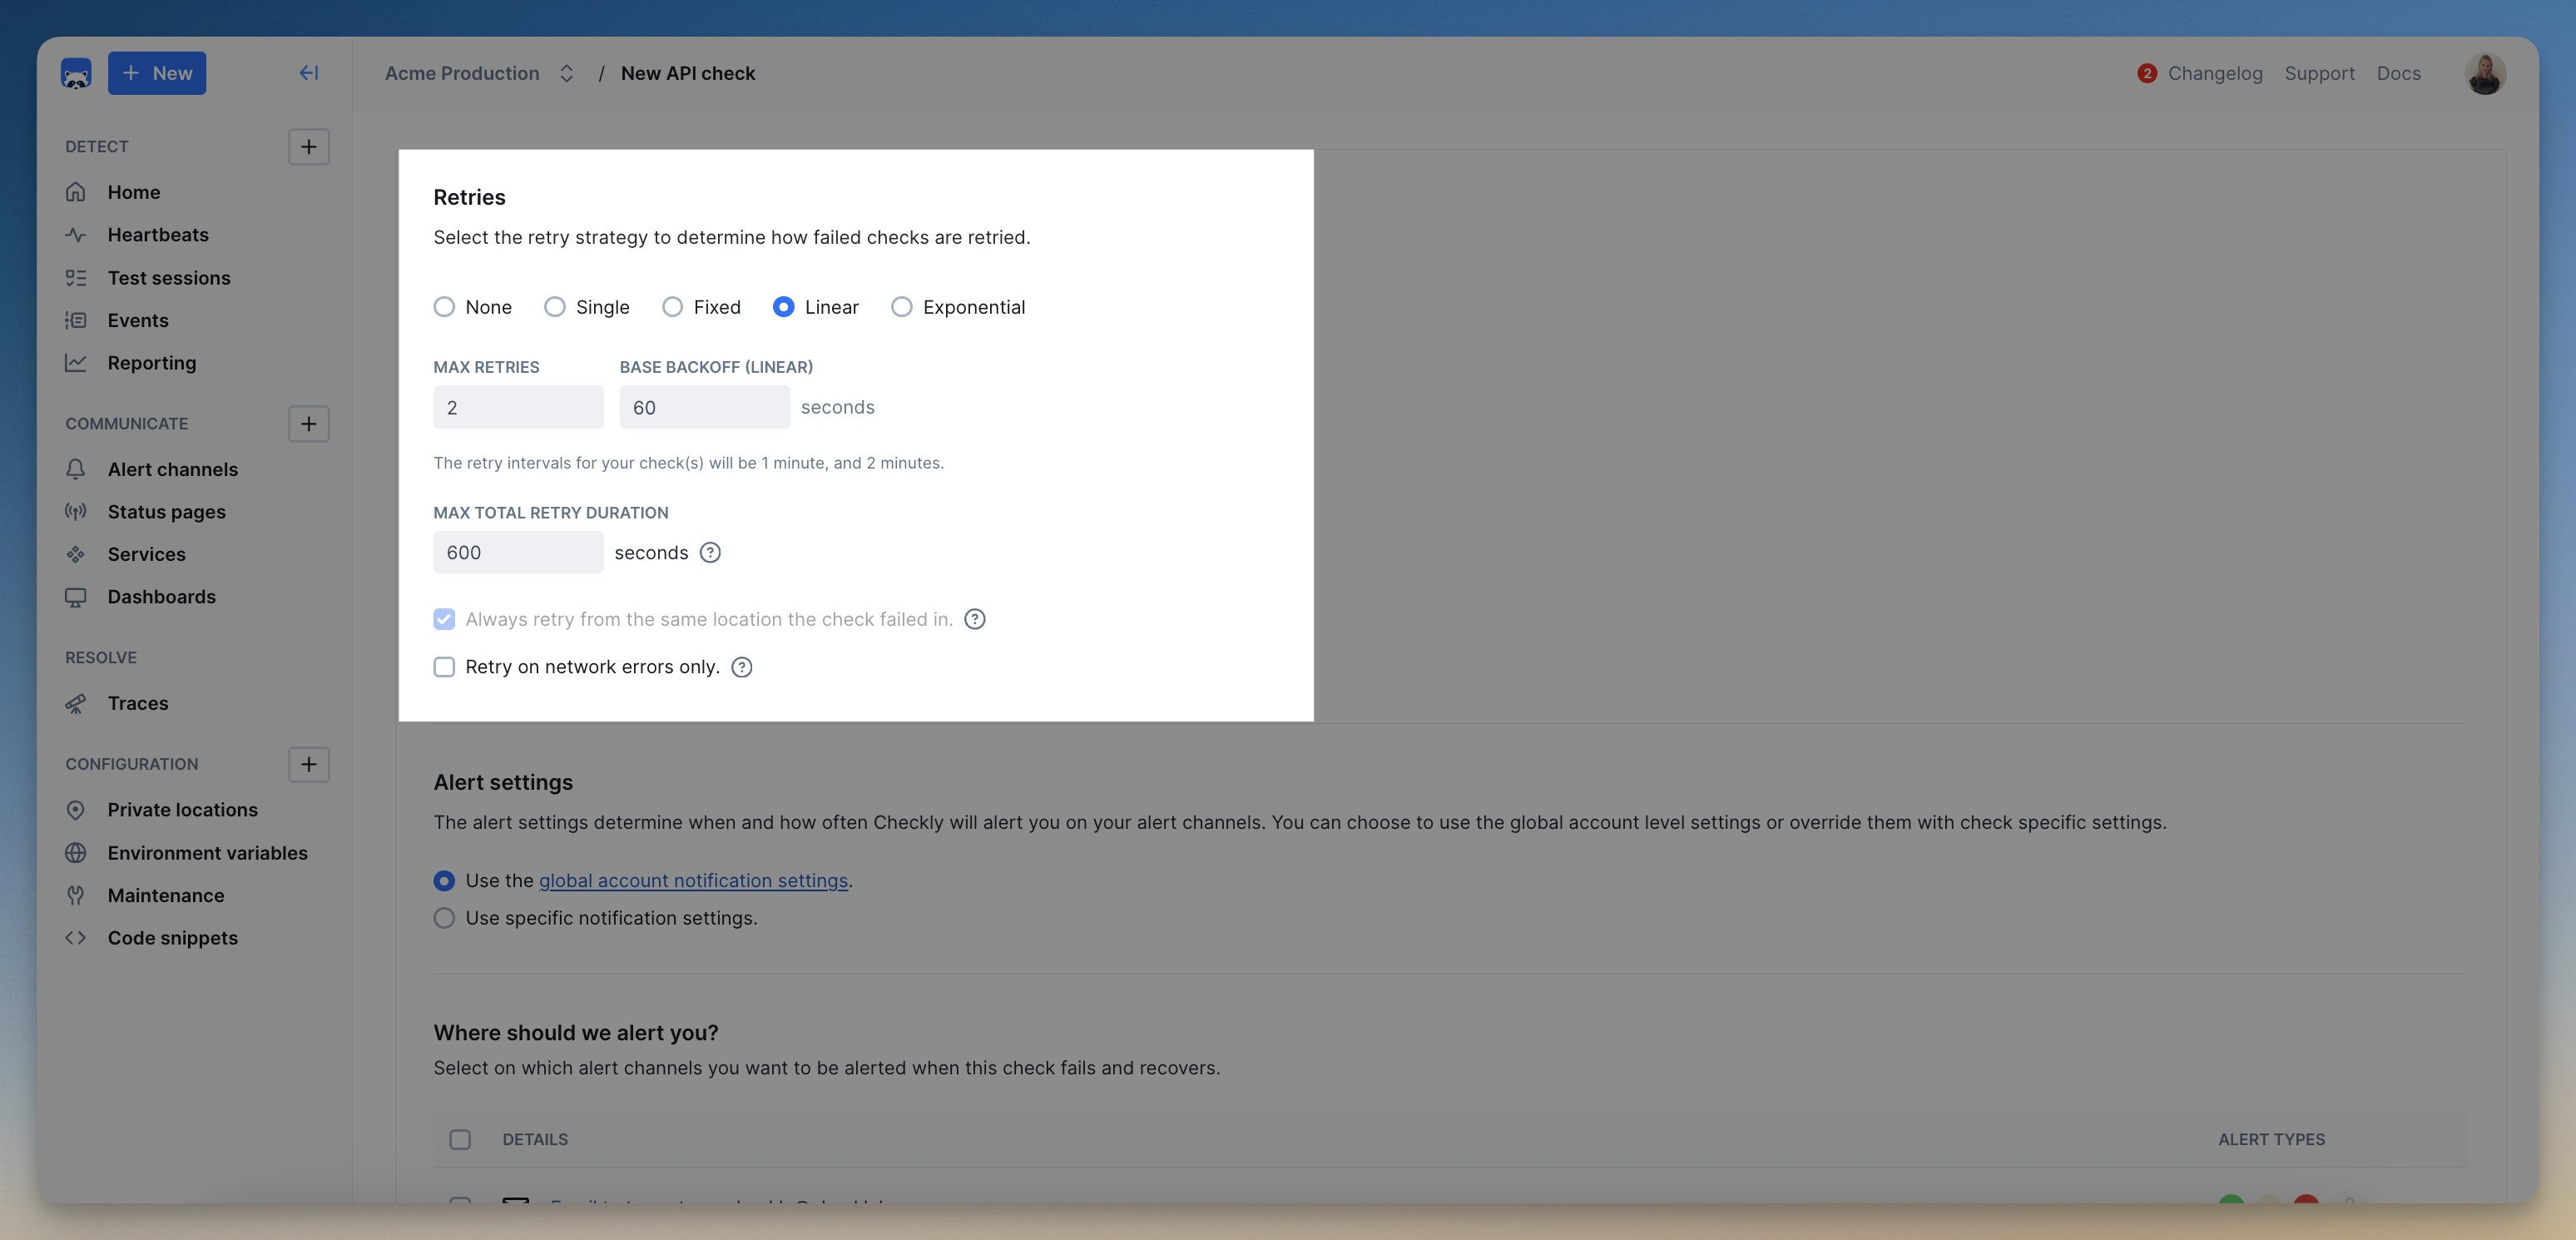 New
Acme Production / New API check
2 Changelog Support Docs
DETECT
Home
Heartbeats
Test sessions
Events
Reporting
COMMUNICATE
Alert channels
Status pages
Services
Dashboards
RESOLVE
Traces
CONFIGURATION
Private locations
Environment variables
Maintenance
Code snippets
Retries
Select the retry strategy to determine how failed checks are retried.
None Single Fixed Linear Exponential
MAX RETRIES BASE BACKOFF (LINEAR)
2 60 seconds
The retry intervals for your check(s) will be 1 minute, and 2 minutes.
MAX TOTAL RETRY DURATION
600 seconds
Always retry from the same location the check failed in.
Retry on network errors only.
Alert settings
The alert settings determine when and how often Checkly will alert you on your alert channels. You can choose to use the global account level settings or override them with check specific settings.
Use the global account notification settings.
Use specific notification settings.
Where should we alert you?
Select on which alert channels you want to be alerted when this check fails and recovers.
DETAILS ALERT TYPES